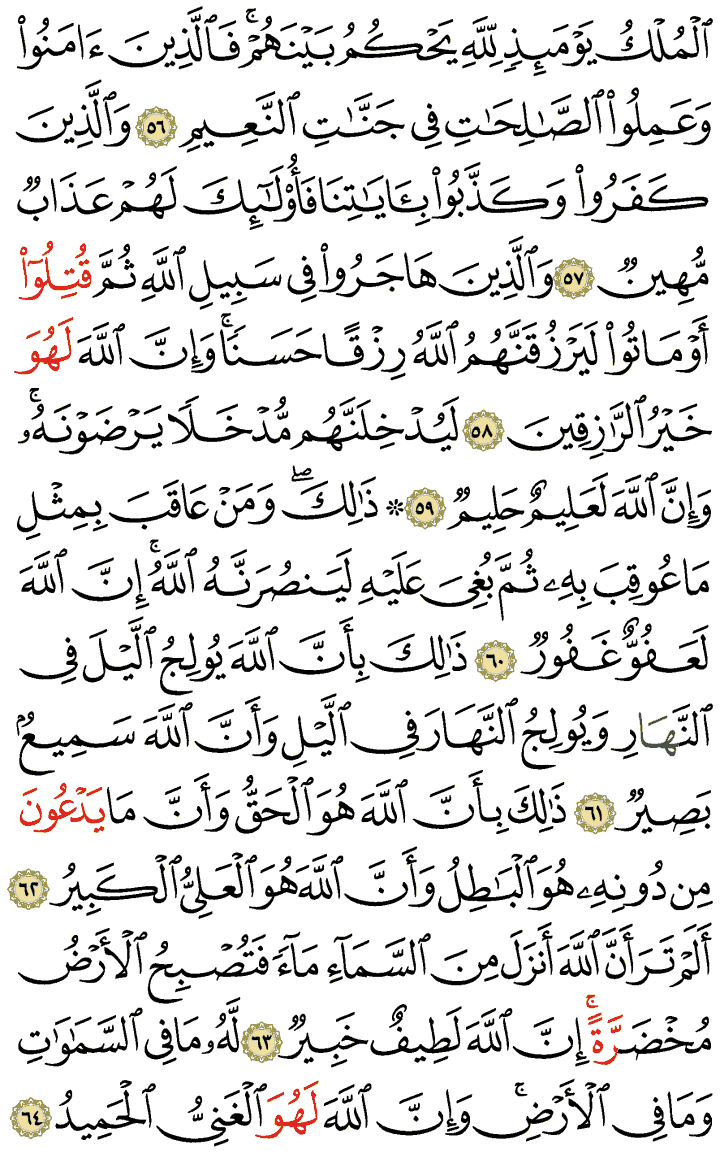 ٱلۡمُلۡكُ يَوۡمَئِذٖ لِّلَّهِ يَحۡكُمُ بَيۡنَهُمۡۚ فَٱلَّذِينَ ءَامَنُواْ
وَعَمِلُواْ ٱلصَّٰلِحَٰتِ فِي جَنَّٰتِ ٱلنَّعِيمِ ٥٦ وَٱلَّذِينَ
كَفَرُواْ وَكَذَّبُواْ بِـَٔايَٰتِنَا فَأُوْلَٰٓئِكَ لَهُمۡ عَذَابٞ
مُّهِينٞ ٥٧ وَٱلَّذِينَ هَاجَرُواْ فِي سَبِيلِ ٱللَّهِ ثُمَّ قُتِلُوٓاْ
أَوۡ مَاتُواْ لَيَرۡزُقَنَّهُمُ ٱللَّهُ رِزۡقًا حَسَنٗاۚ وَإِنَّ ٱللَّهَ لَهُوَ
خَيۡرُ ٱلرَّٰزِقِينَ ٥٨ لَيُدۡخِلَنَّهُم مُّدۡخَلٗا يَرۡضَوۡنَهُۥۚ
وَإِنَّ ٱللَّهَ لَعَلِيمٌ حَلِيمٞ ٥٩ ۞ ذَٰلِكَۖ وَمَنۡ عَاقَبَ بِمِثۡلِ
مَا عُوقِبَ بِهِۦ ثُمَّ بُغِيَ عَلَيۡهِ لَيَنصُرَنَّهُ ٱللَّهُۚ إِنَّ ٱللَّهَ
لَعَفُوٌّ غَفُورٞ ٦٠ ذَٰلِكَ بِأَنَّ ٱللَّهَ يُولِجُ ٱلَّيۡلَ فِي
ٱلنَّهَارِ وَيُولِجُ ٱلنَّهَارَ فِي ٱلَّيۡلِ وَأَنَّ ٱللَّهَ سَمِيعُۢ
بَصِيرٞ ٦١ ذَٰلِكَ بِأَنَّ ٱللَّهَ هُوَ ٱلۡحَقُّ وَأَنَّ مَا يَدۡعُونَ
مِن دُونِهِۦ هُوَ ٱلۡبَٰطِلُ وَأَنَّ ٱللَّهَ هُوَ ٱلۡعَلِيُّ ٱلۡكَبِيرُ ٦٢
أَلَمۡ تَرَ أَنَّ ٱللَّهَ أَنزَلَ مِنَ ٱلسَّمَآءِ مَآءٗ فَتُصۡبِحُ ٱلۡأَرۡضُ
مُخۡضَرَّةًۚ إِنَّ ٱللَّهَ لَطِيفٌ خَبِيرٞ ٦٣ لَّهُۥ مَا فِي ٱلسَّمَٰوَٰتِ
وَمَا فِي ٱلۡأَرۡضِۚ وَإِنَّ ٱللَّهَ لَهُوَ ٱلۡغَنِيُّ ٱلۡحَمِيدُ ٦٤